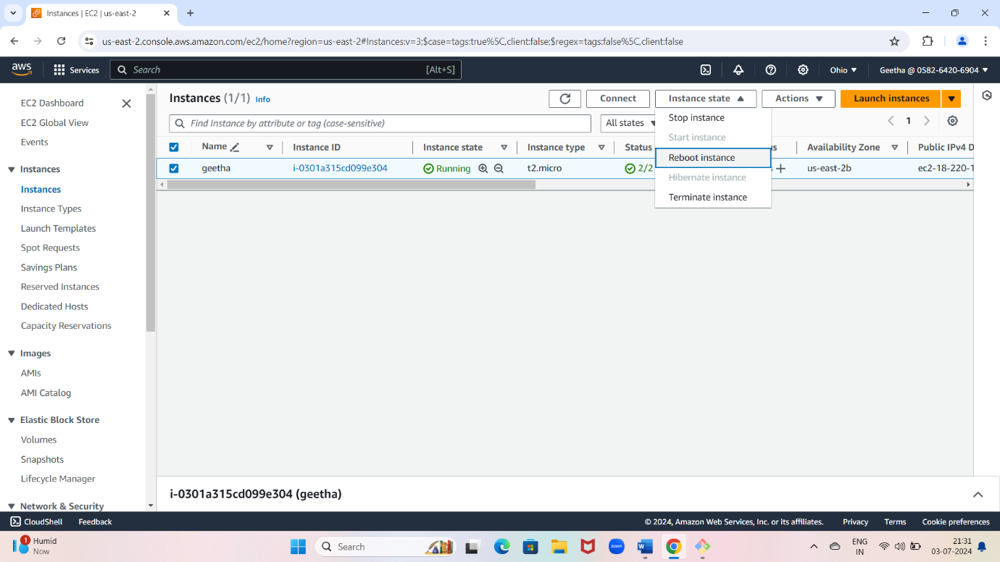 Instances | EC2 | us-east-2
us-east-2.console.aws.amazon.com/ec2/home?region=us-east-2#Instances:v=3;$case=tags:true%5C,client:false;$regex=tags:false%5C,client:false
aws
Services
Search
[Alt+S]
Ohio
Geetha @ 0582-6420-6904
EC2 Dashboard
EC2 Global View
Events
Instances
Instances
Instance Types
Launch Templates
Spot Requests
Savings Plans
Reserved Instances
Dedicated Hosts
Capacity Reservations
Images
AMIs
AMI Catalog
Elastic Block Store
Volumes
Snapshots
Lifecycle Manager
Network & Security
Instances (1/1) Info
Connect
Instance state
Actions
Launch instances
Find Instance by attribute or tag (case-sensitive)
All states
1
Stop instance
Start instance
Reboot instance
Hibernate instance
Terminate instance
Name
Instance ID
Instance state
Instance type
Status
Availability Zone
Public IPv4 D
geetha
i-0301a315cd099e304
Running
t2.micro
2/2
us-east-2b
ec2-18-220-1
i-0301a315cd099e304 (geetha)
CloudShell
Feedback
© 2024, Amazon Web Services, Inc. or its affiliates.
Privacy
Terms
Cookie preferences
1
Humid
Now
Search
zoom
ENG
IN
21:31
03-07-2024